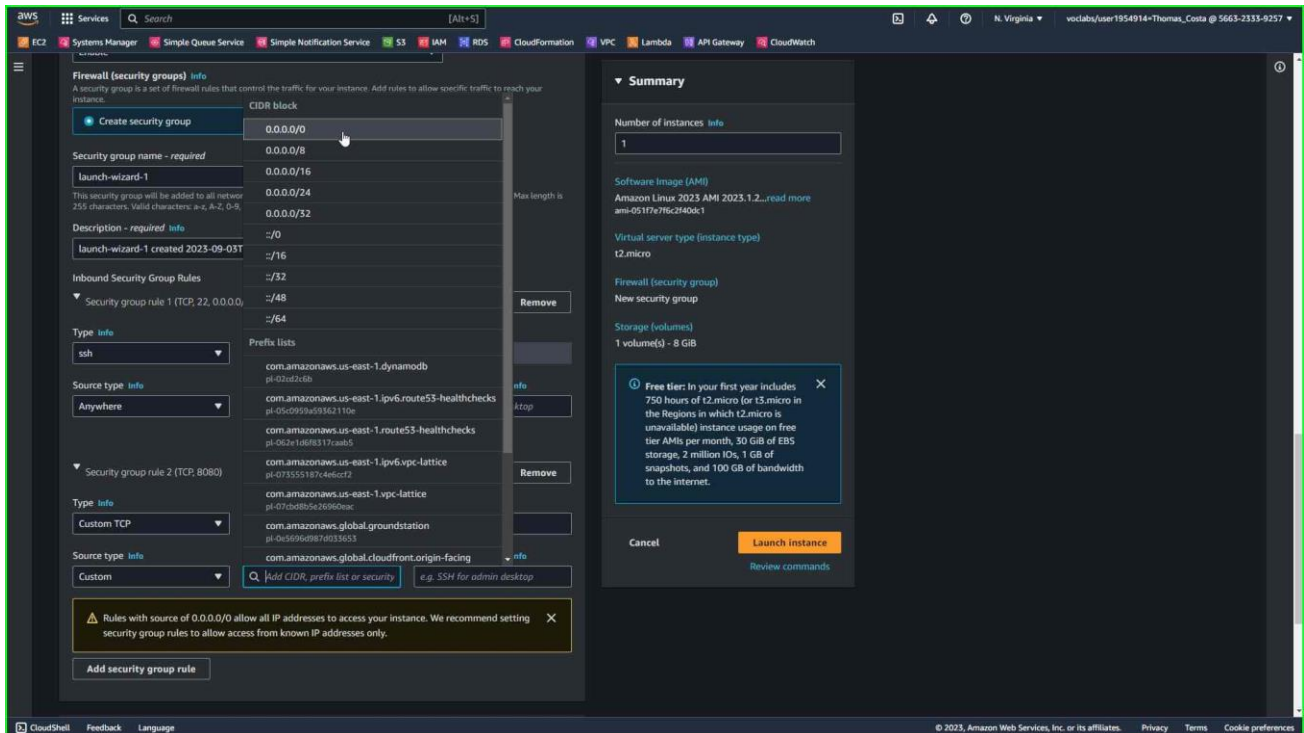 aws Services Search [Alt+S] N. Virginia voclabs/user1954914=Thomas_Costa @ 5663-2333-9257
EC2 Systems Manager Simple Queue Service Simple Notification Service S3 IAM RDS CloudFormation VPC Lambda API Gateway CloudWatch
Enable
Firewall (security groups) Info
A security group is a set of firewall rules that control the traffic for your instance. Add rules to allow specific traffic to reach your
instance.
Create security group
Security group name - required
launch-wizard-1
This security group will be added to all networ
Max length is
255 characters. Valid characters: a-z, A-Z, 0-9,
Description - required Info
launch-wizard-1 created 2023-09-03T
Inbound Security Group Rules
Security group rule 1 (TCP, 22, 0.0.0.0/
Remove
Type Info
ssh
Source type Info
nfo
Anywhere
ktop
Security group rule 2 (TCP, 8080)
Remove
Type Info
Custom TCP
Source type Info
nfo
Custom
Add CIDR, prefix list or security
e.g. SSH for admin desktop
CIDR block
0.0.0.0/0
0.0.0.0/8
0.0.0.0/16
0.0.0.0/24
0.0.0.0/32
::/0
::/16
::/32
::/48
::/64
Prefix lists
com.amazonaws.us-east-1.dynamodb
pl-02cd2c6b
com.amazonaws.us-east-1.ipv6.route53-healthchecks
pl-05c0959a59362110e
com.amazonaws.us-east-1.route53-healthchecks
pl-062e1d6f8317caab5
com.amazonaws.us-east-1.ipv6.vpc-lattice
pl-073555187c4e6ccf2
com.amazonaws.us-east-1.vpc-lattice
pl-07cbd8b5e26960eac
com.amazonaws.global.groundstation
pl-0e5696d987d033653
com.amazonaws.global.cloudfront.origin-facing
Rules with source of 0.0.0.0/0 allow all IP addresses to access your instance. We recommend setting
security group rules to allow access from known IP addresses only.
Add security group rule
Summary
Number of instances Info
1
Software Image (AMI)
Amazon Linux 2023 AMI 2023.1.2...read more
ami-051f7e7f6c2f40dc1
Virtual server type (instance type)
t2.micro
Firewall (security group)
New security group
Storage (volumes)
1 volume(s) - 8 GiB
Free tier: In your first year includes
750 hours of t2.micro (or t3.micro in
the Regions in which t2.micro is
unavailable) instance usage on free
tier AMIs per month, 30 GiB of EBS
storage, 2 million IOs, 1 GB of
snapshots, and 100 GB of bandwidth
to the internet.
Cancel
Launch instance
Review commands
CloudShell Feedback Language © 2023, Amazon Web Services, Inc. or its affiliates. Privacy Terms Cookie preferences